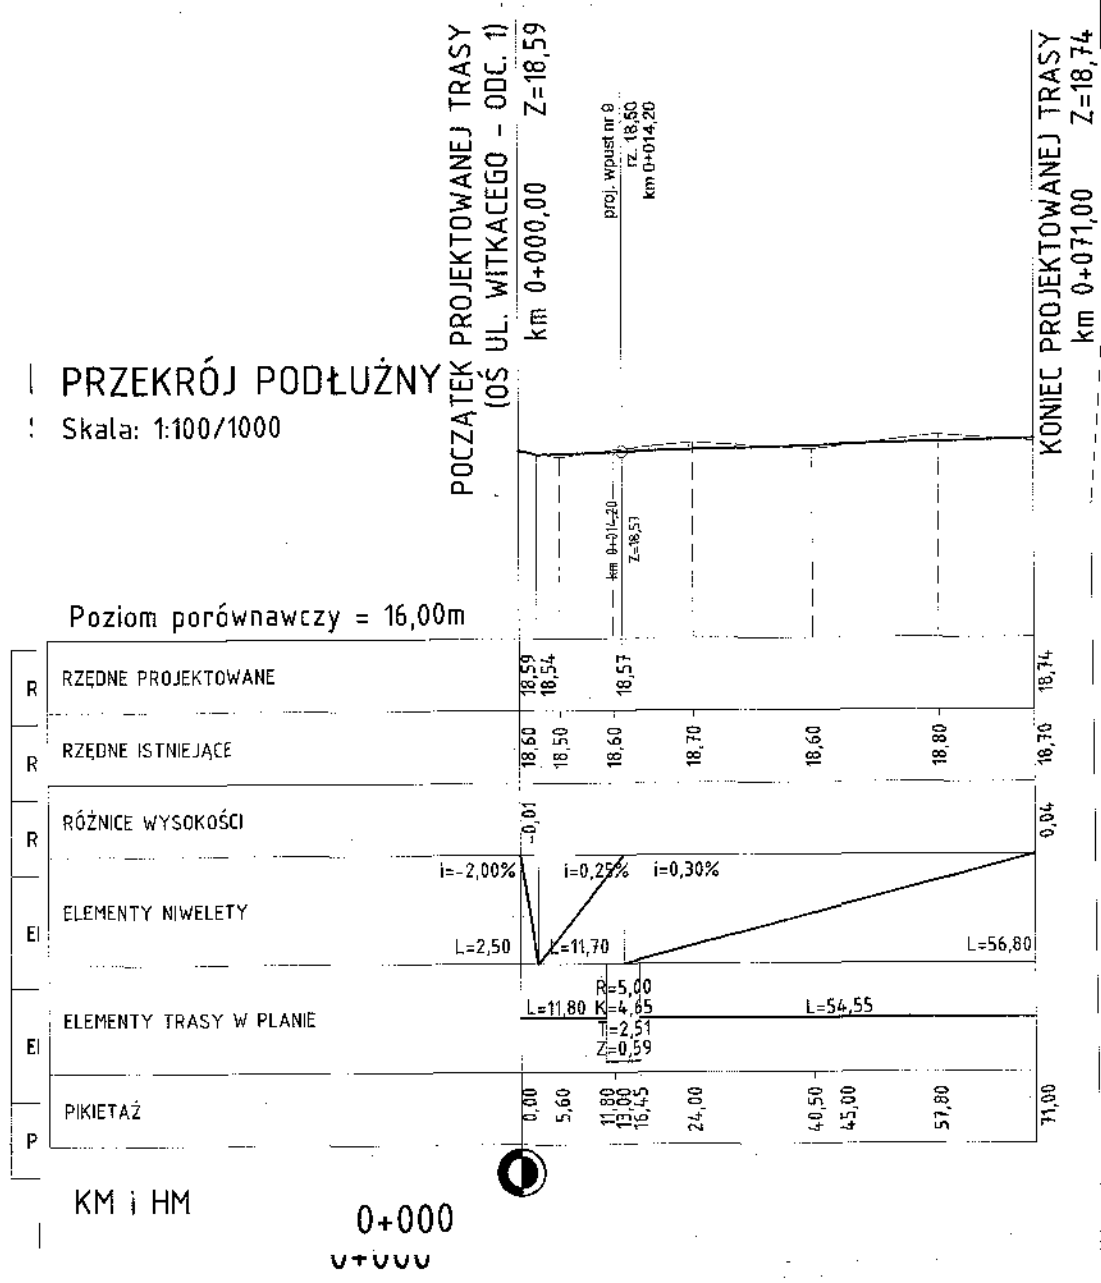 POCZĄTEK PROJEKTOWANEJ TRASY
(OŚ UL. WITKACEGO - ODC. 1)
km 0+000,00 Z=18,59
proj. wpust nr 9
rz. 18,50
km 0+014,20
KONIEC PROJEKTOWANEJ TRASY
km 0+071,00 Z=18,74
PRZEKRÓJ PODŁUŻNY
Skala: 1:100/1000
km 0+014,20
Z=18,57
Poziom porównawczy = 16,00m
R RZĘDNE PROJEKTOWANE 18,59 18,54 18,57 18,74
R RZĘDNE ISTNIEJĄCE 18,60 18,50 18,60 18,70 18,60 18,80 18,70
R RÓŻNICE WYSOKOŚCI -0,01 0,04
i=-2,00% i=0,25% i=0,30%
El ELEMENTY NIWELETY
L=2,50 L=11,70 L=56,80
El ELEMENTY TRASY W PLANIE
R=5,00
L=11,80 K=4,65 L=54,55
T=2,51
Z=0,59
P PIKIETAŻ 0,00 5,60 11,80 13,00 16,45 24,00 40,50 45,00 57,80 71,00
KM i HM
0+000
0+000